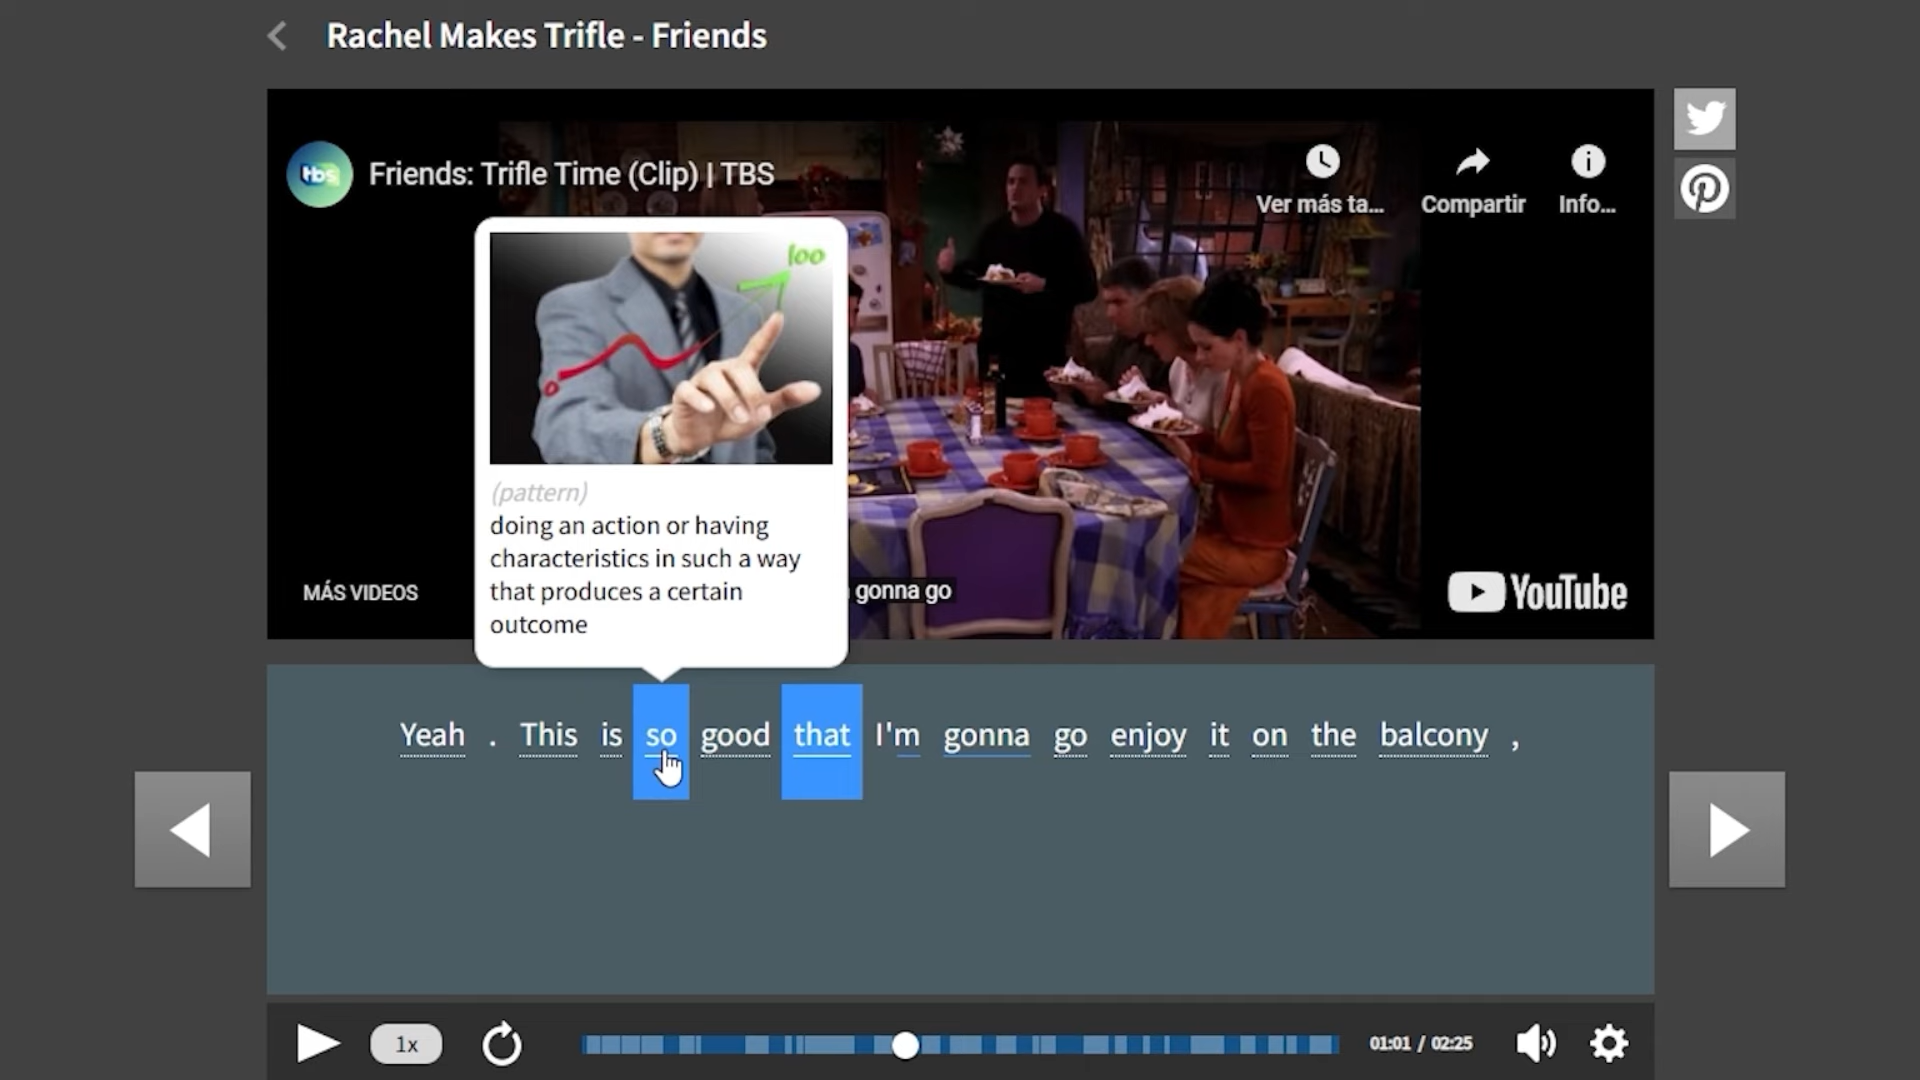 Rachel Makes Trifle - Friends
tbs
Friends: Trifle Time (Clip) | TBS
Ver más ta...
Compartir
Info...
loo
(pattern)
doing an action or having
characteristics in such a way
that produces a certain
outcome
MÁS VIDEOS
gonna go
YouTube
Yeah . This is so good that I'm gonna go enjoy it on the balcony ,
1x
01:01 / 02:25